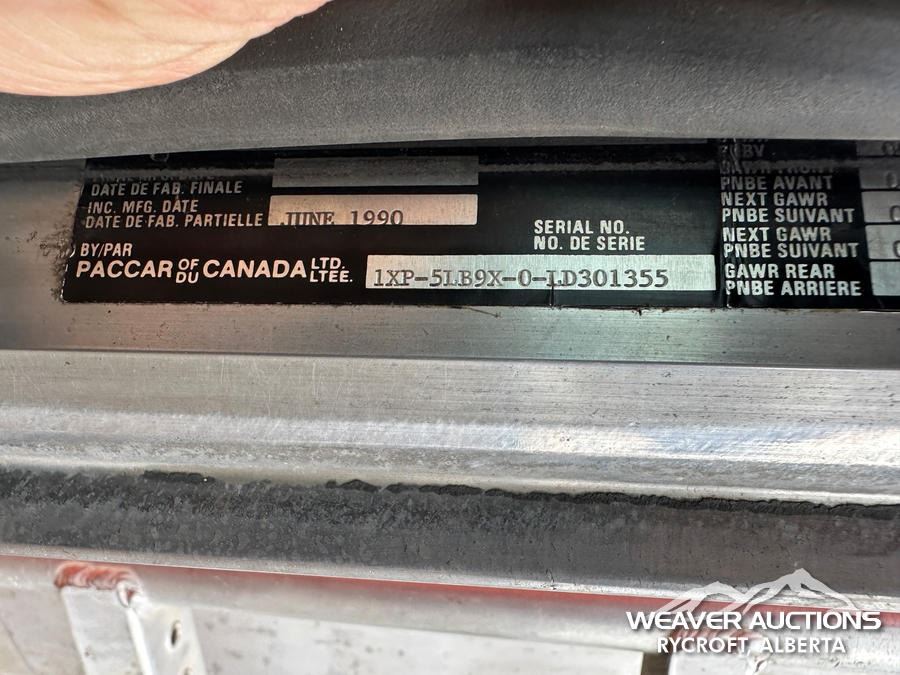 DATE DE FAB. FINALE
INC. MFG. DATE
DATE DE FAB. PARTIELLE
JUNE 1990
BY/PAR
PACCAR OF DU CANADA LTD. LTEE.
SERIAL NO.
NO. DE SERIE
1XP-5LB9X-0-LD301355
GAWR FRONT
PNBE AVANT
NEXT GAWR
PNBE SUIVANT
NEXT GAWR
PNBE SUIVANT
GAWR REAR
PNBE ARRIERE
WEAVER AUCTIONS
RYCROFT, ALBERTA